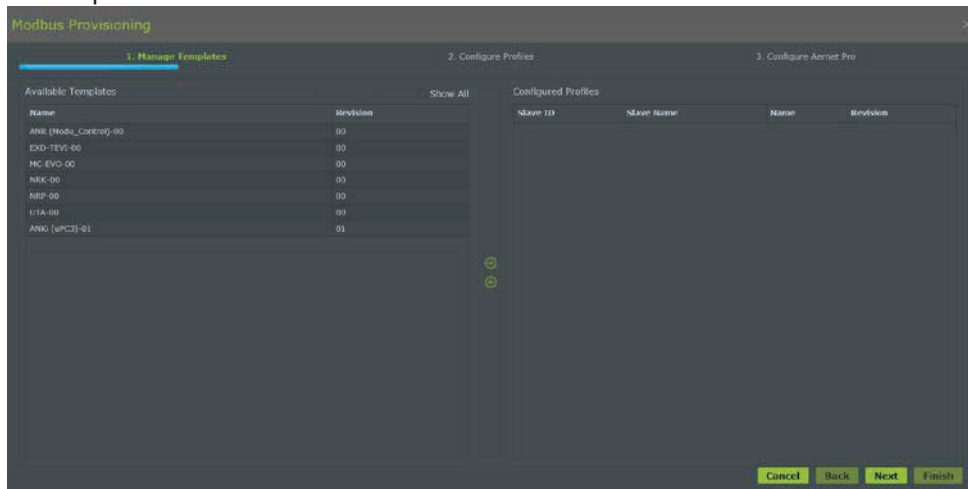 Modbus Provisioning
1. Manage Templates 2. Configure Profiles 3. Configure Aernet Pro
Available Templates Show All Configured Profiles
Name Revision Slave ID Slave Name Name Revision
ANR (Modu_Control)-00 00
EXD-TEVI-00 00
MC-EVO-00 00
NRK-00 00
NRP-00 00
UTA-00 00
ANKi (uPC3)-01 01
Cancel Back Next Finish